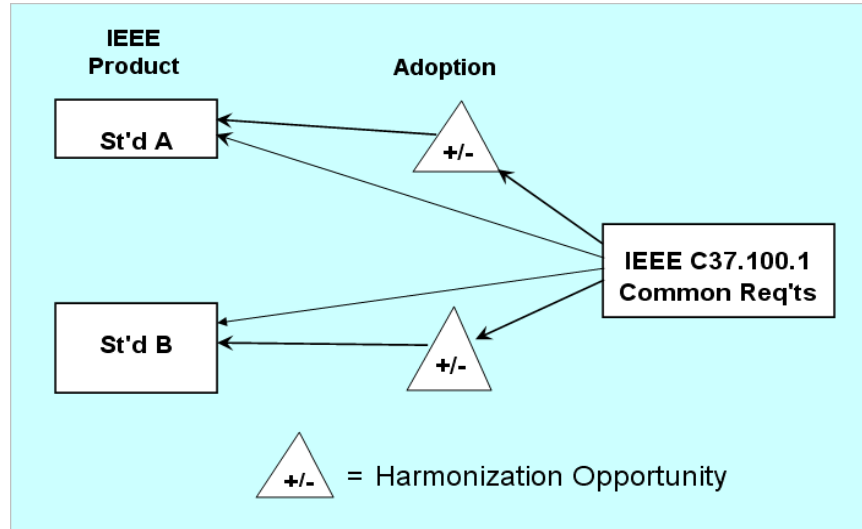 IEEE
Product
Adoption
St'd A
+/-
IEEE C37.100.1
Common Req'ts
St'd B
+/-
+/- = Harmonization Opportunity